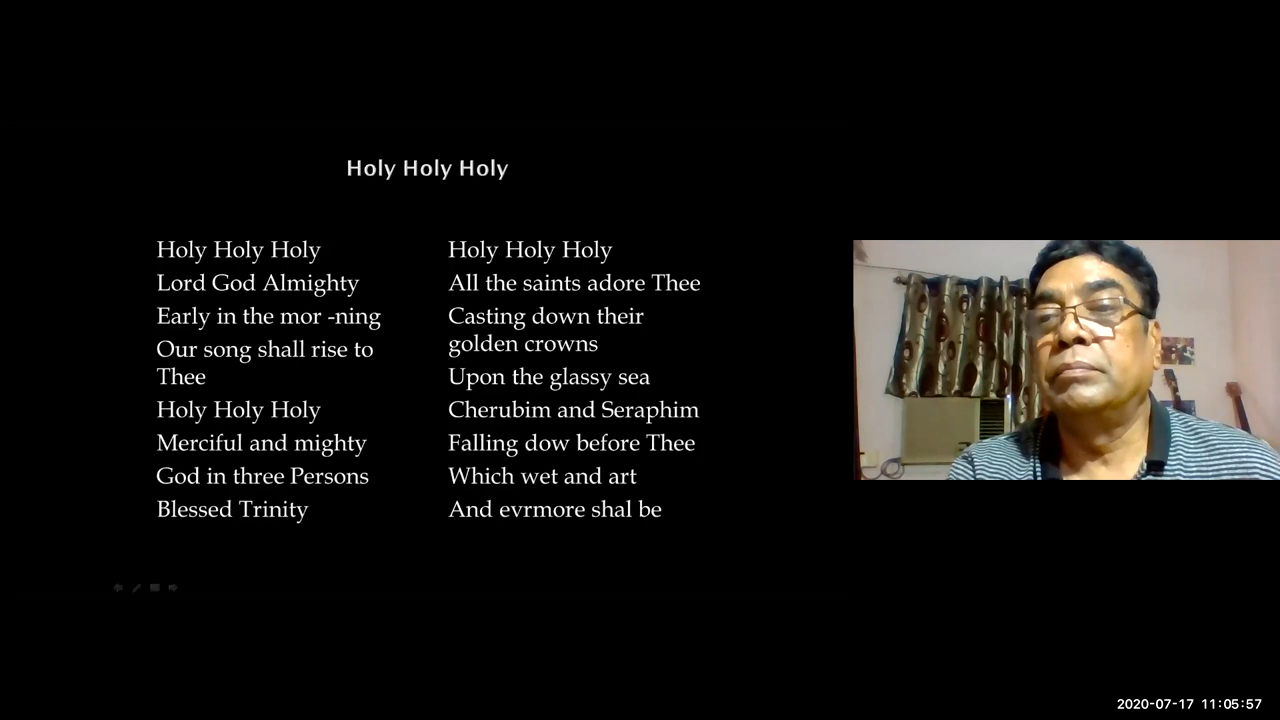 Holy Holy Holy
Holy Holy Holy
Lord God Almighty
Early in the mor -ning
Our song shall rise to
Thee
Holy Holy Holy
Merciful and mighty
God in three Persons
Blessed Trinity
Holy Holy Holy
All the saints adore Thee
Casting down their
golden crowns
Upon the glassy sea
Cherubim and Seraphim
Falling dow before Thee
Which wet and art
And evrmore shal be
2020-07-17 11:05:57